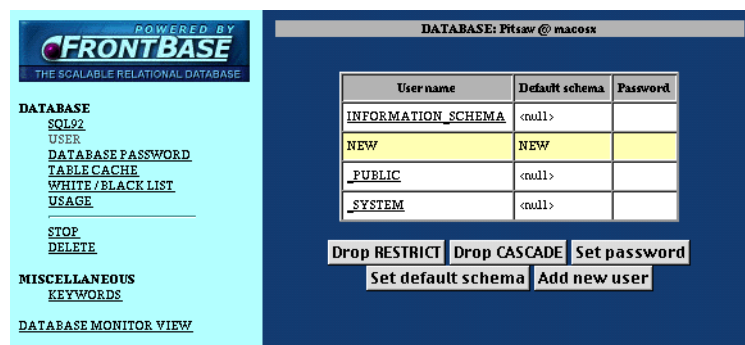 POWERED BY
FRONTBASE
THE SCALABLE RELATIONAL DATABASE
DATABASE
SQL92
USER
DATABASE PASSWORD
TABLE CACHE
WHITE / BLACK LIST
USAGE
STOP
DELETE
MISCELLANEOUS
KEYWORDS
DATABASE MONITOR VIEW
DATABASE: Pitsaw @ macosx
User name Default schema Password
INFORMATION_SCHEMA <null>
NEW NEW
_PUBLIC <null>
_SYSTEM <null>
Drop RESTRICT Drop CASCADE Set password
Set default schema Add new user